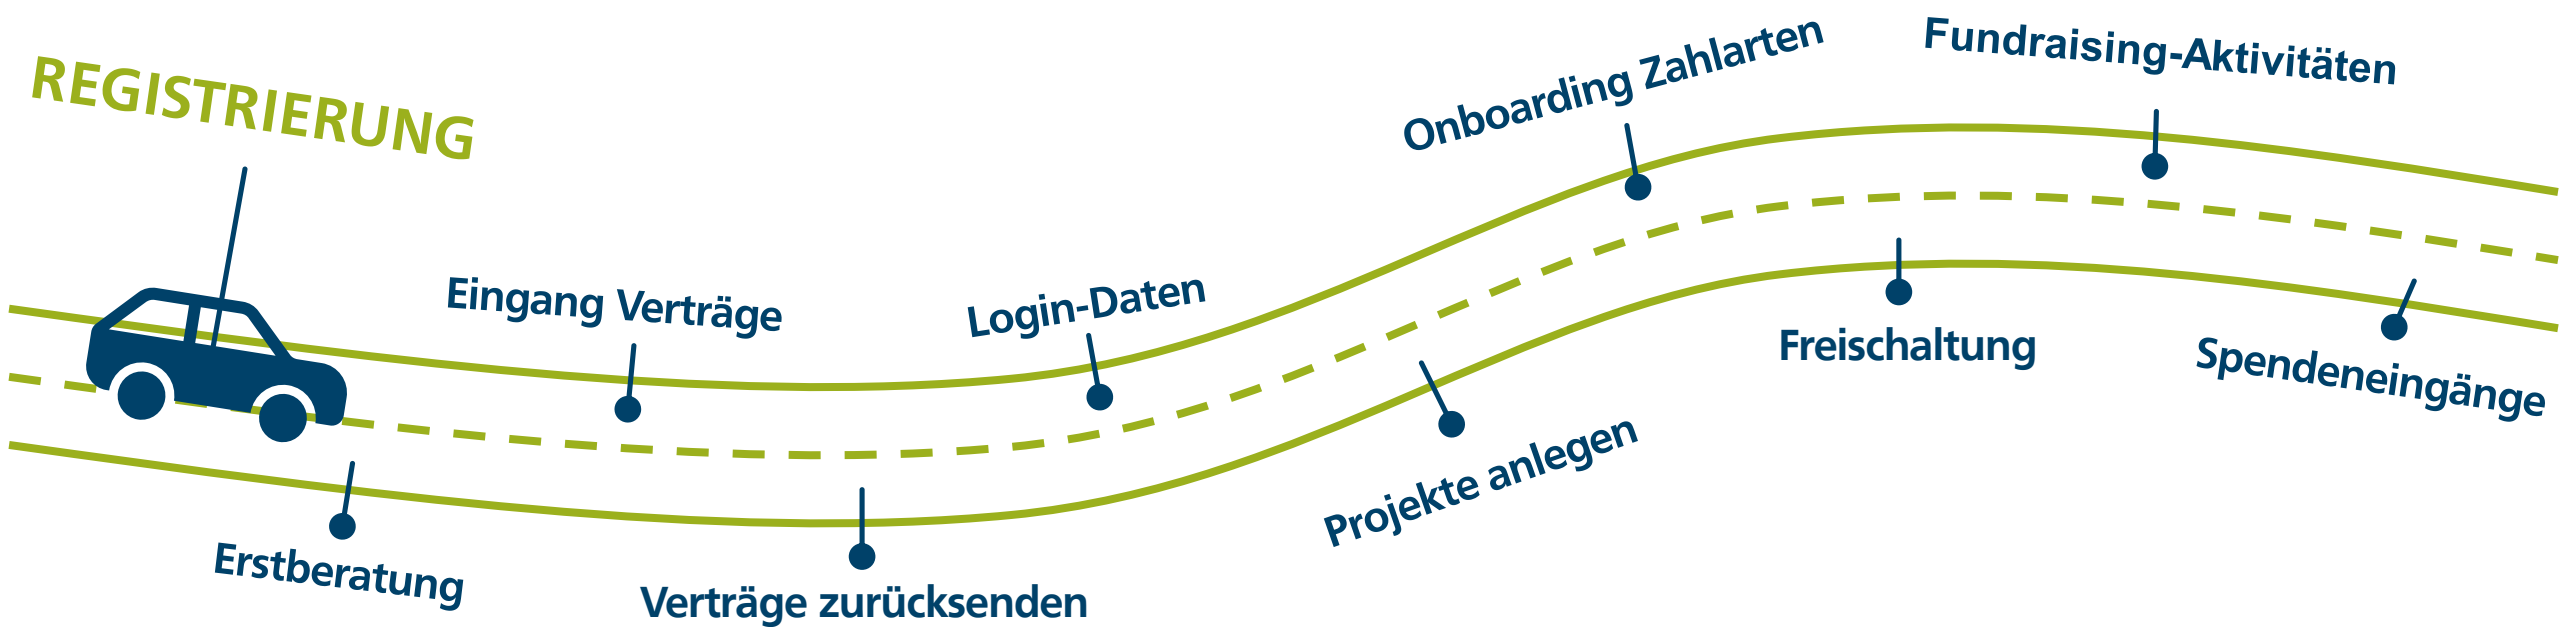 REGISTRIERUNG
Erstberatung
Eingang Verträge
Verträge zurücksenden
Login-Daten
Projekte anlegen
Onboarding Zahlarten
Freischaltung
Fundraising-Aktivitäten
Spendeneingänge